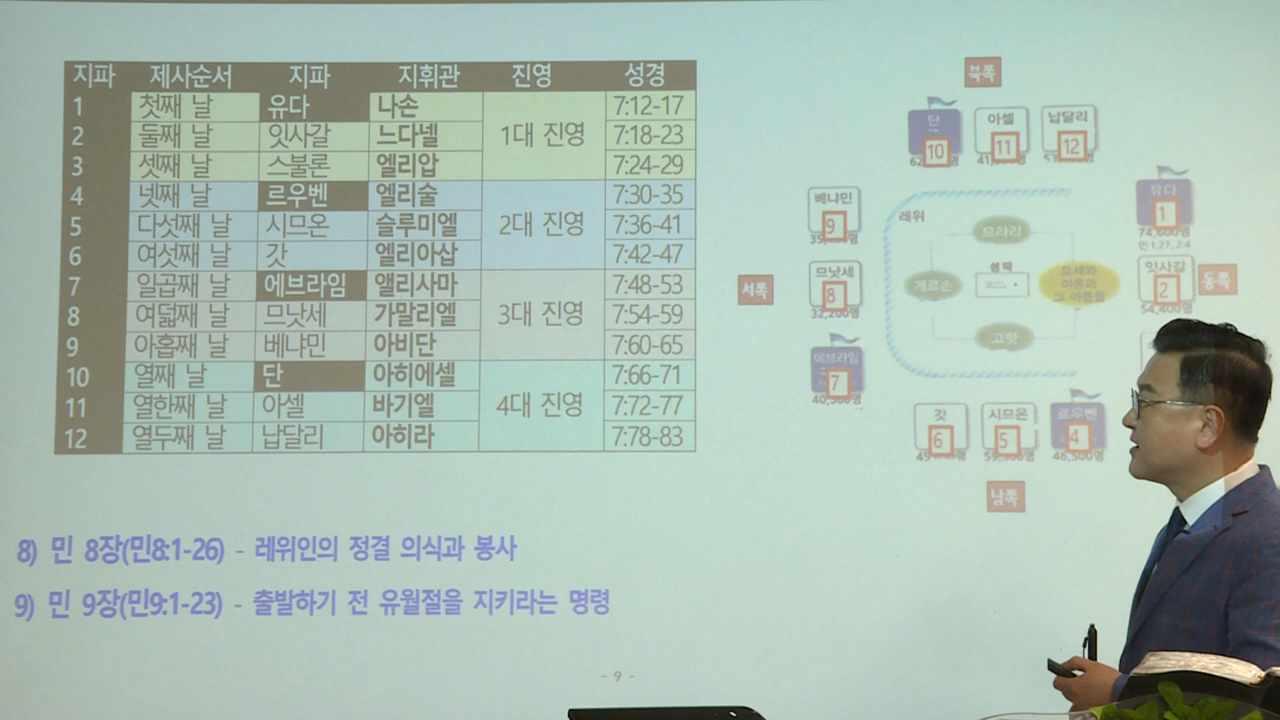 지파 제사순서 지파 지휘관 진영 성경
1 첫째 날 유다 나손 1대 진영 7:12-17
2 둘째 날 잇사갈 느다넬 7:18-23
3 셋째 날 스불론 엘리압 7:24-29
4 넷째 날 르우벤 엘리술 2대 진영 7:30-35
5 다섯째 날 시므온 슬루미엘 7:36-41
6 여섯째 날 갓 엘리아삽 7:42-47
7 일곱째 날 에브라임 앨리사마 3대 진영 7:48-53
8 여덟째 날 므낫세 가말리엘 7:54-59
9 아홉째 날 베냐민 아비단 7:60-65
10 열째 날 단 아히에셀 4대 진영 7:66-71
11 열한째 날 아셀 바기엘 7:72-77
12 열두째 날 납달리 아히라 7:78-83
북쪽
단 아셀 납달리
10 11 12
베냐민
9
유다
1
74,600명
민 1:27, 2:4
레위
므라리
서쪽
므낫세
8
32,200명
게르손
성막
모세와
아론과
그 아들들
잇사갈
2
54,400명
동쪽
고핫
에브라임
7
40,500명
갓 시므온 르우벤
6 5 4
46,500명
남쪽
8) 민 8장(민8:1-26) - 레위인의 정결 의식과 봉사
9) 민 9장(민9:1-23) - 출발하기 전 유월절을 지키라는 명령
- 9 -